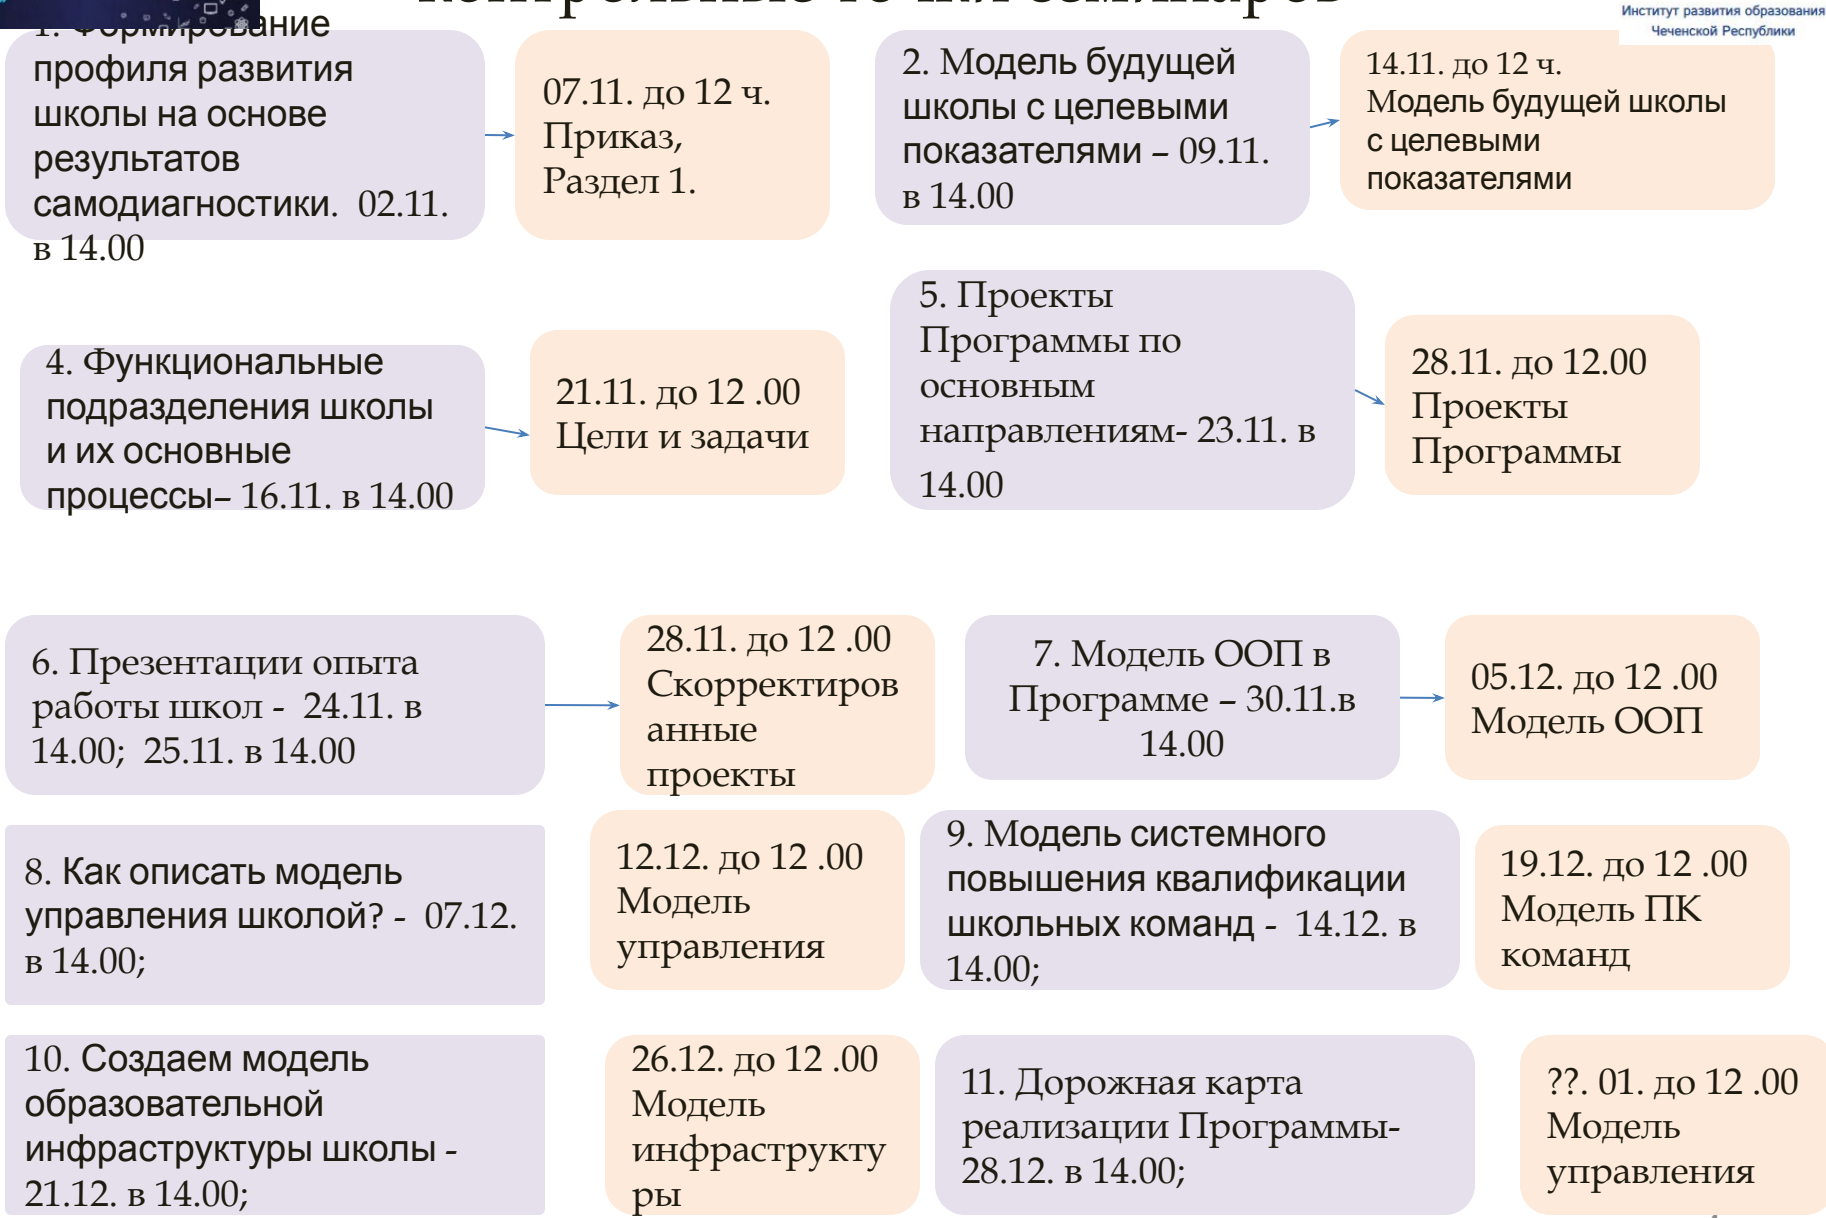 контрольные точки семинаров
Институт развития образования
Чеченской Республики
1. Формирование
профиля развития
школы на основе
результатов
самодиагностики. 02.11.
в 14.00
07.11. до 12 ч.
Приказ,
Раздел 1.
2. Модель будущей
школы с целевыми
показателями – 09.11.
в 14.00
14.11. до 12 ч.
Модель будущей школы
с целевыми
показателями
4. Функциональные
подразделения школы
и их основные
процессы– 16.11. в 14.00
21.11. до 12 .00
Цели и задачи
5. Проекты
Программы по
основным
направлениям- 23.11. в
14.00
28.11. до 12.00
Проекты
Программы
6. Презентации опыта
работы школ - 24.11. в
14.00; 25.11. в 14.00
28.11. до 12 .00
Скорректиров
анные
проекты
7. Модель ООП в
Программе – 30.11.в
14.00
05.12. до 12 .00
Модель ООП
8. Как описать модель
управления школой? - 07.12.
в 14.00;
12.12. до 12 .00
Модель
управления
9. Модель системного
повышения квалификации
школьных команд - 14.12. в
14.00;
19.12. до 12 .00
Модель ПК
команд
10. Создаем модель
образовательной
инфраструктуры школы -
21.12. в 14.00;
26.12. до 12 .00
Модель
инфраструкту
ры
11. Дорожная карта
реализации Программы-
28.12. в 14.00;
??. 01. до 12 .00
Модель
управления